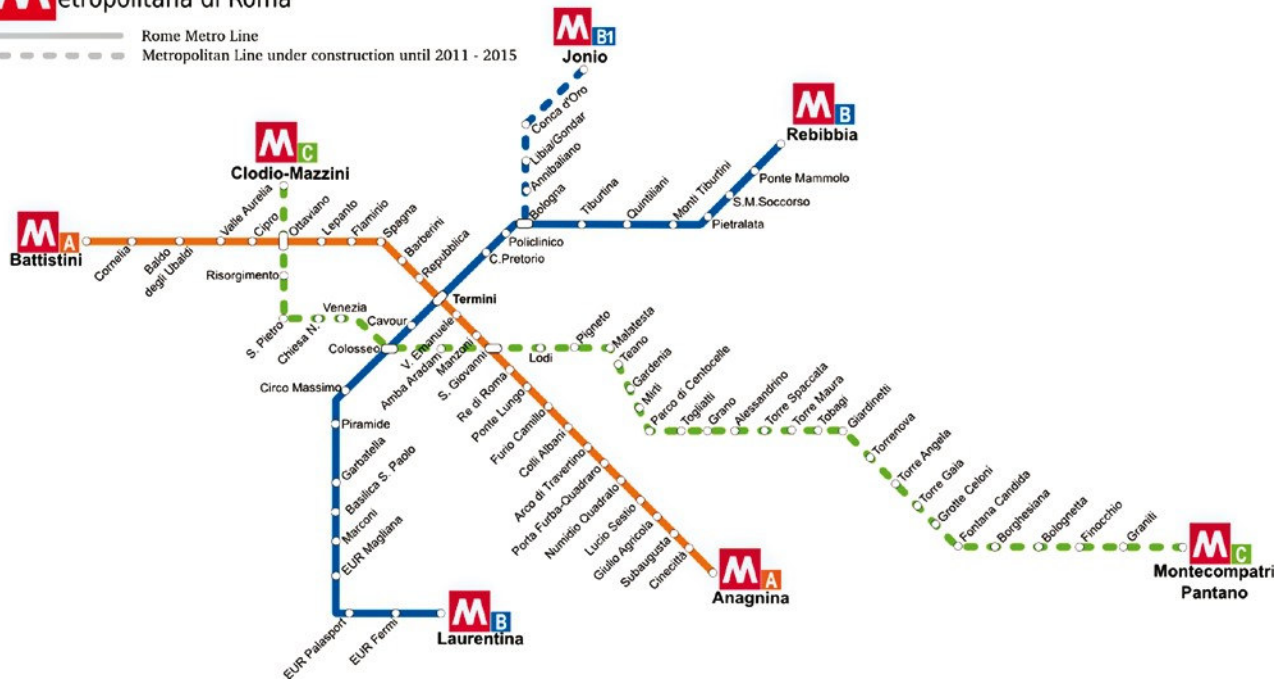 Metropolitana di Roma
Rome Metro Line
Metropolitan Line under construction until 2011 - 2015
M B1
Jonio
Conca d'Oro
Libia/Gondar
Annibaliano
Bologna
M B
Rebibbia
Ponte Mammolo
S.M.Soccorso
Pietralata
Monti Tiburtini
Quintiliani
Tiburtina
Policlinico
C.Pretorio
Termini
Cavour
Colosseo
Circo Massimo
Piramide
Garbatella
Basilica S. Paolo
Marconi
EUR Magliana
EUR Palasport
EUR Fermi
M B
Laurentina
M A
Battistini
Cornelia
Baldo
degli Ubaldi
Valle Aurelia
Cipro
Ottaviano
Lepanto
Flaminio
Spagna
Barberini
Repubblica
V. Emanuele
Manzoni
S. Giovanni
Re di Roma
Ponte Lungo
Furio Camillo
Colli Albani
Arco di Travertino
Porta Furba-Quadraro
Numidio Quadrato
Lucio Sestio
Giulio Agricola
Subaugusta
Cinecittà
M A
Anagnina
M C
Clodio-Mazzini
Risorgimento
S. Pietro
Chiesa N.
Venezia
Amba Aradam
Lodi
Pigneto
Malatesta
Teano
Gardenia
Mirti
Parco di Centocelle
Togliatti
Grano
Alessandrino
Torre Spaccata
Torre Maura
Tobagi
Giardinetti
Torrenova
Torre Angela
Torre Gaia
Grotte Celoni
Fontana Candida
Borghesiana
Bolognetta
Finocchio
Graniti
M C
Montecompatri
Pantano